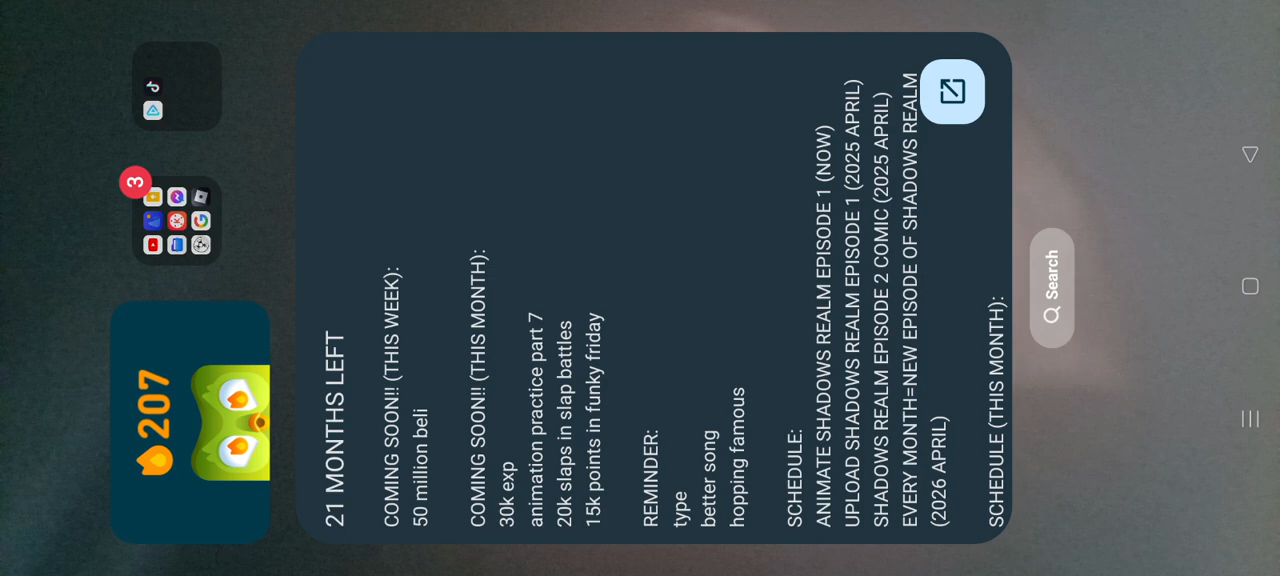 3
207
21 MONTHS LEFT
COMING SOON!! (THIS WEEK):
50 million beli
COMING SOON!! (THIS MONTH):
30k exp
animation practice part 7
20k slaps in slap battles
15k points in funky friday
REMINDER:
type
better song
hopping famous
SCHEDULE:
ANIMATE SHADOWS REALM EPISODE 1 (NOW)
UPLOAD SHADOWS REALM EPISODE 1 (2025 APRIL)
SHADOWS REALM EPISODE 2 COMIC (2025 APRIL)
EVERY MONTH=NEW EPISODE OF SHADOWS REALM
(2026 APRIL)
SCHEDULE (THIS MONTH):
Search